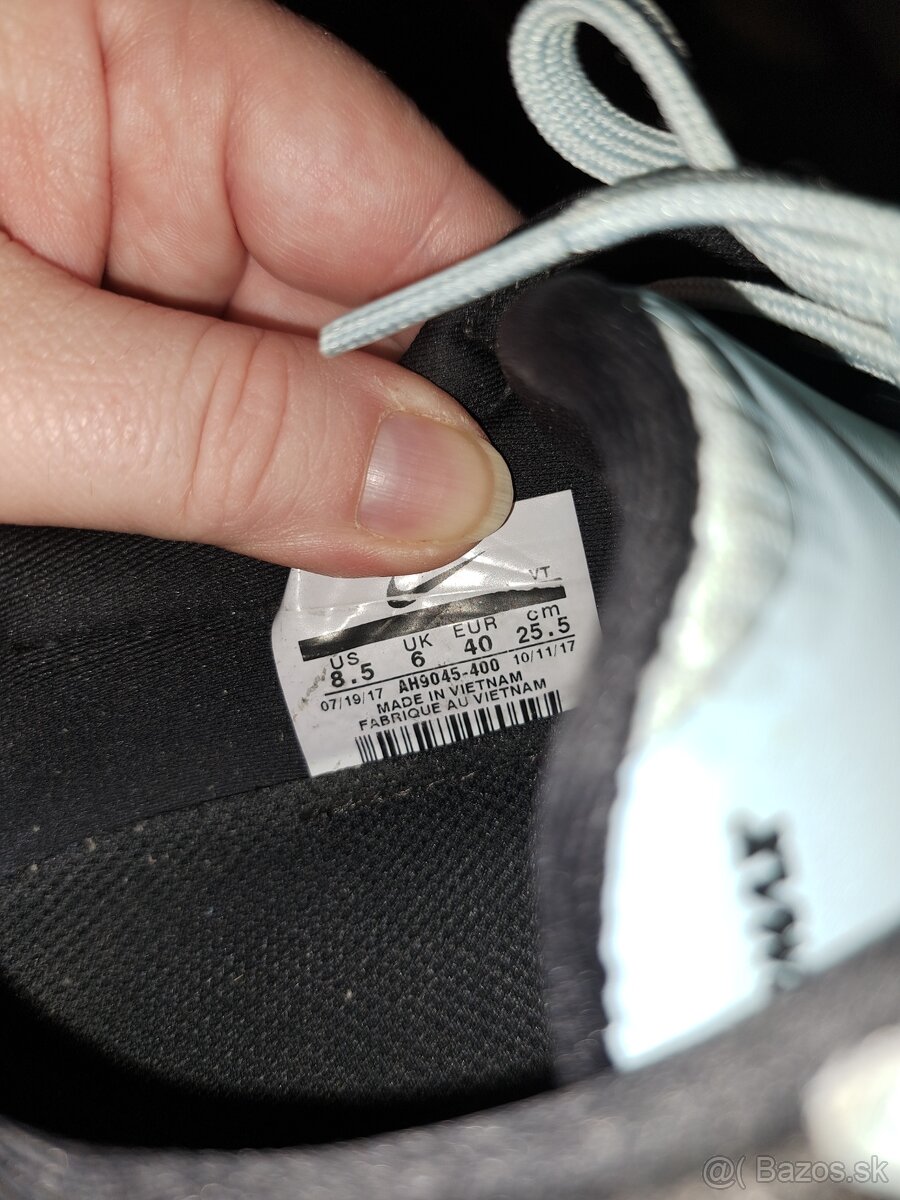 VT
US UK EUR cm
8.5 6 40 25.5
07/19/17 AH9045-400 10/11/17
MADE IN VIETNAM
FABRIQUE AU VIETNAM
@( Bazos.sk